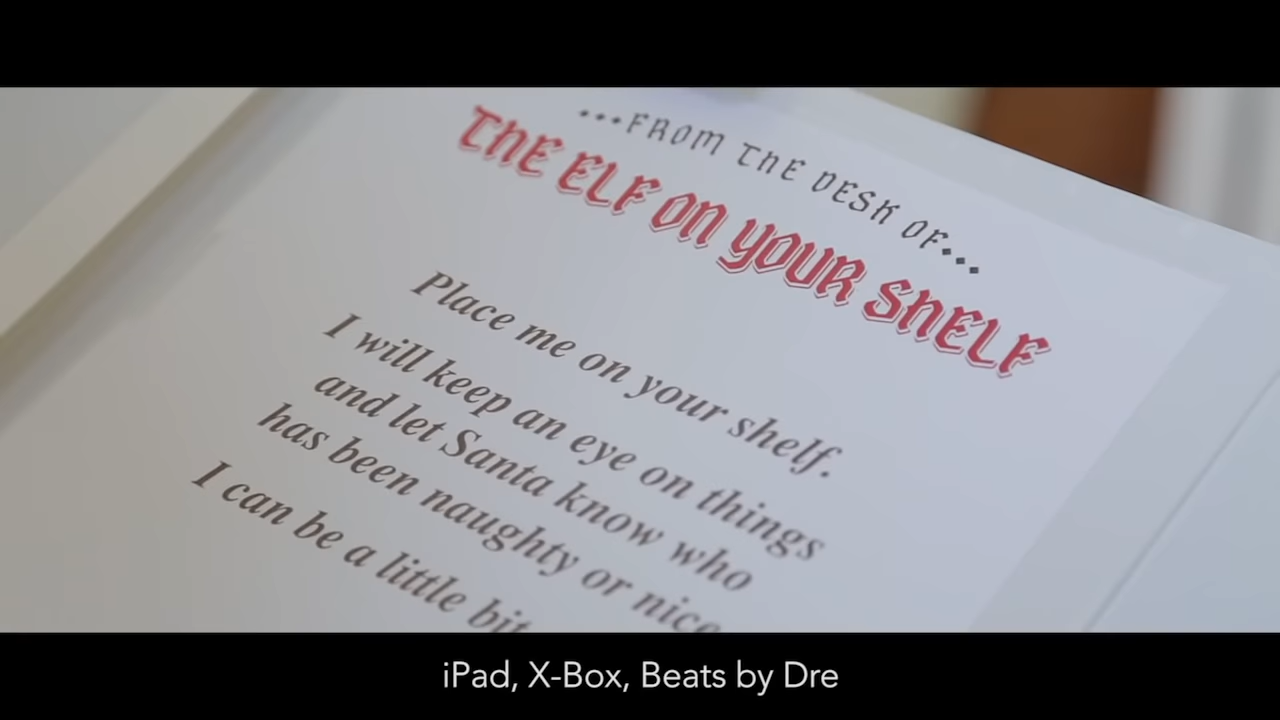 ...FROM THE DESK OF...
THE ELF ON YOUR SHELF
Place me on your shelf.
I will keep an eye on things
and let Santa know who
has been naughty or nice
I can be a little bit
iPad, X-Box, Beats by Dre